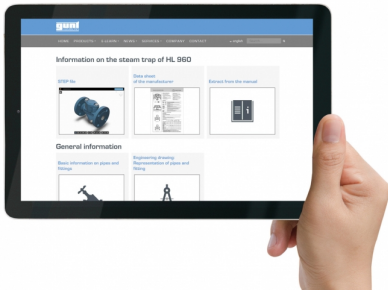 gunt
HOME PRODUCTS E-LEARN NEWS SERVICES COMPANY CONTACT
Information on the steam trap of HL 960
STEP file
Data sheet
of the manufacturer
Extract from the manual
General information
Basic information on pipes and
fittings
Engineering drawing:
Representation of pipes and
fitting